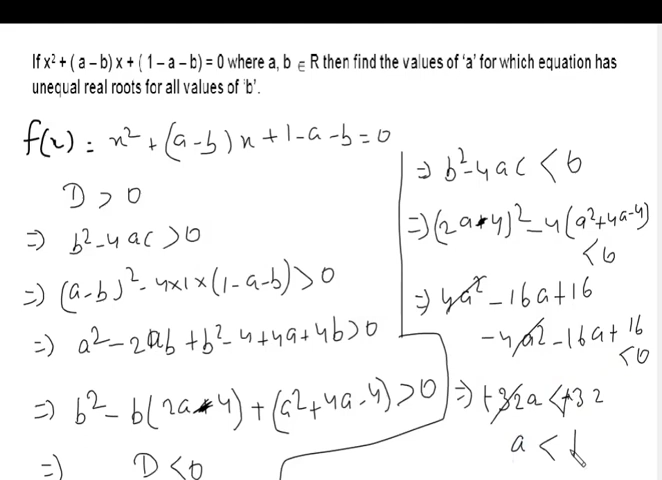 If x² + ( a – b) x + ( 1 – a – b) = 0 where a, b ∈ R then find the values of 'a' for which equation has
unequal real roots for all values of 'b'.
f(x) = x² + (a-b) x + 1-a-b = 0
D > 0
⇒ b²-4ac > 0
⇒ (a-b)² - 4×1×(1-a-b) > 0
⇒ a² - 2ab + b² - 4 + 4a + 4b > 0
⇒ b² - b(2a-4) + (a²+4a-4) > 0
⇒ D < 0
⇒ b²-4ac < 0
⇒ (2a-4)² - 4(a²+4a-4)
< 0
⇒ 4a² - 16a + 16
- 4a² - 16a + 16
< 0
⇒ +32a < +32
a < 1